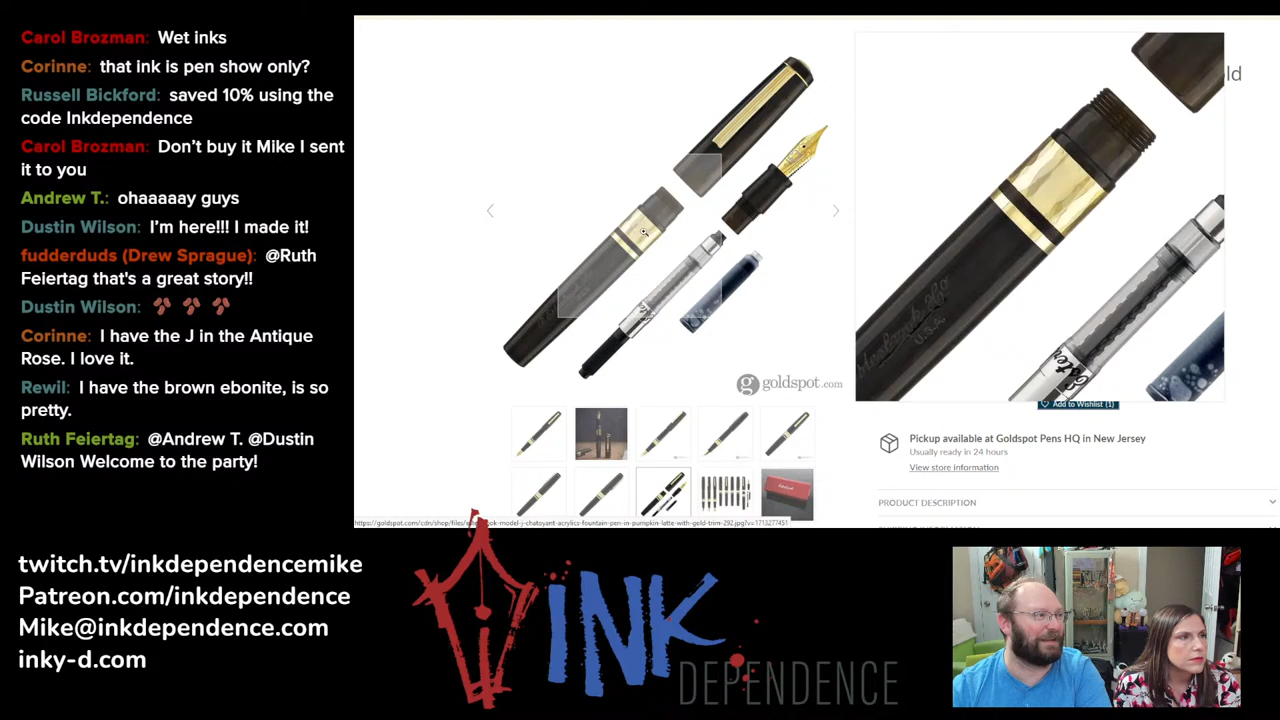 Carol Brozman: Wet inks
Corinne: that ink is pen show only?
Russell Bickford: saved 10% using the
code Inkdependence
Carol Brozman: Don't buy it Mike I sent
it to you
Andrew T.: ohaaaaay guys
Dustin Wilson: I'm here!!! I made it!
fudderduds (Drew Sprague): @Ruth
Feiertag that's a great story!!
Dustin Wilson:
Corinne: I have the J in the Antique
Rose. I love it.
Rewil: I have the brown ebonite, is so
pretty.
Ruth Feiertag: @Andrew T. @Dustin
Wilson Welcome to the party!
goldspot.com
U.S.A.
Add to Wishlist (1)
Pickup available at Goldspot Pens HQ in New Jersey
Usually ready in 24 hours
View store information
PRODUCT DESCRIPTION
twitch.tv/inkdependencemike
Patreon.com/inkdependence
Mike@inkdependence.com
inky-d.com
INK
DEPENDENCE